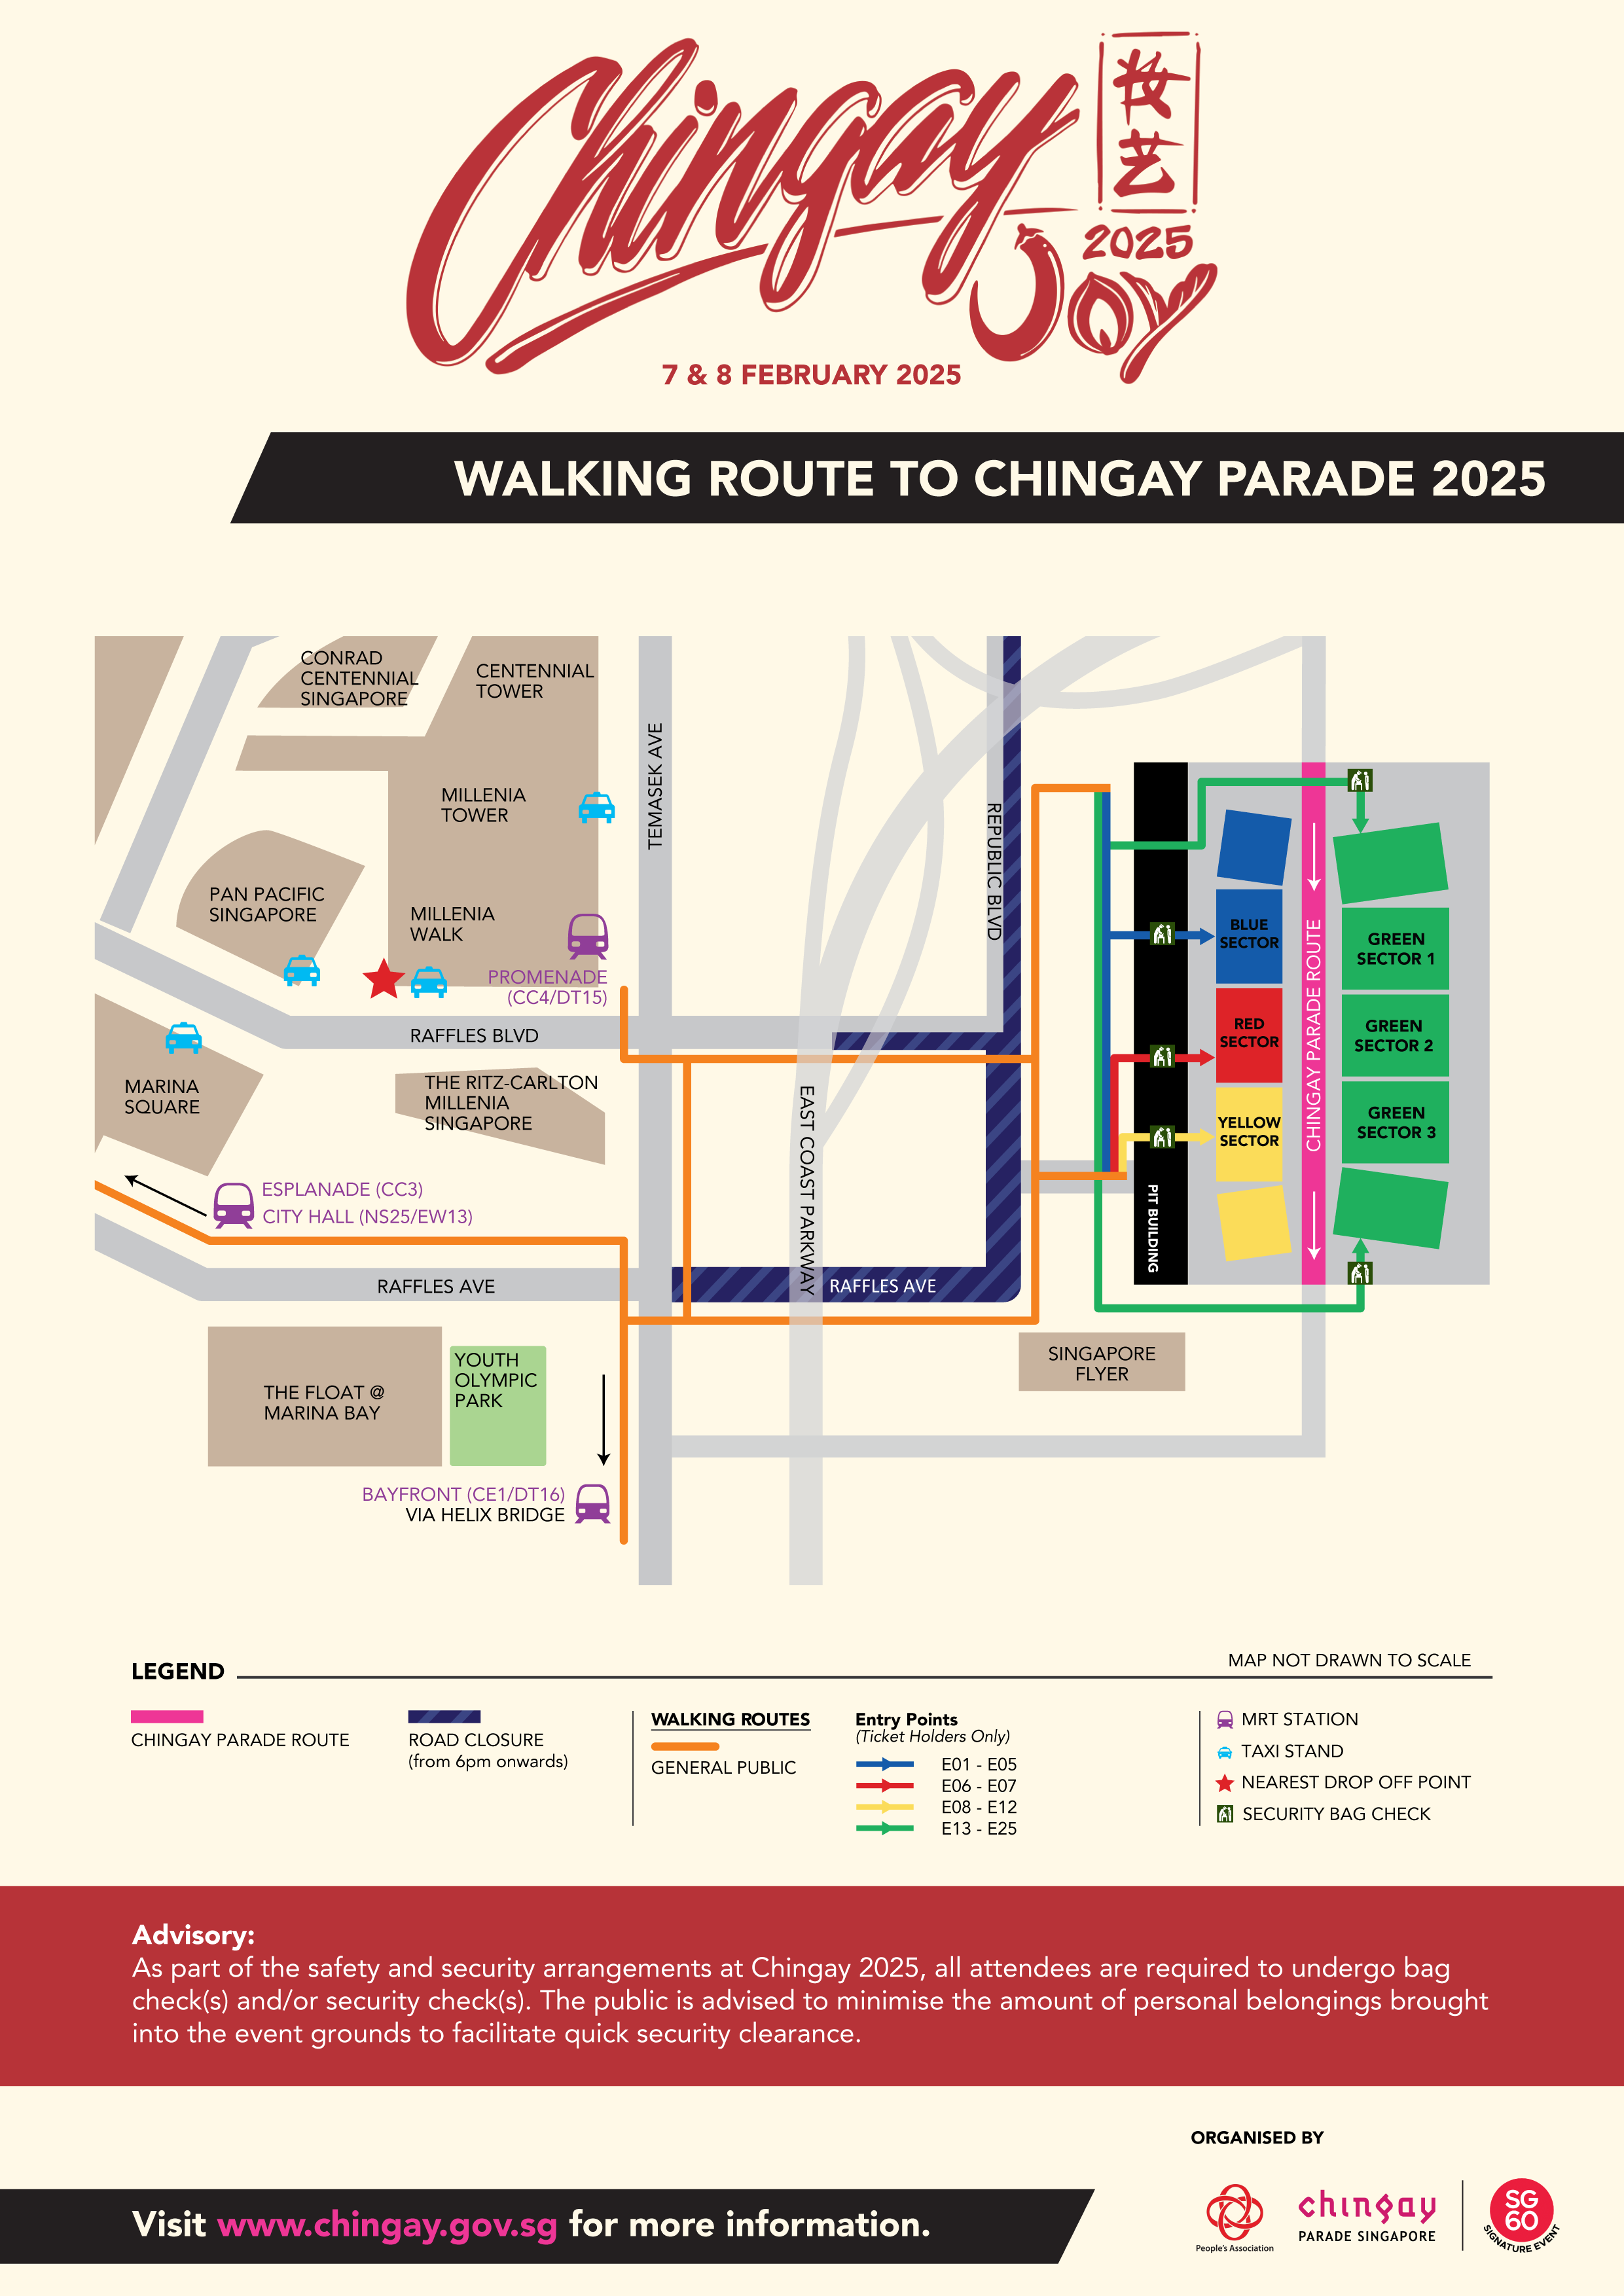 Chingay
妆艺
2025
JOY
7 & 8 FEBRUARY 2025
WALKING ROUTE TO CHINGAY PARADE 2025
CONRAD
CENTENNIAL
SINGAPORE
CENTENNIAL
TOWER
MILLENIA
TOWER
TEMASEK AVE
REPUBLIC BLVD
PAN PACIFIC
SINGAPORE
MILLENIA
WALK
PROMENADE
(CC4/DT15)
RAFFLES BLVD
MARINA
SQUARE
THE RITZ-CARLTON
MILLENIA
SINGAPORE
EAST COAST PARKWAY
BLUE
SECTOR
RED
SECTOR
YELLOW
SECTOR
CHINGAY PARADE ROUTE
GREEN
SECTOR 1
GREEN
SECTOR 2
GREEN
SECTOR 3
PIT BUILDING
ESPLANADE (CC3)
CITY HALL (NS25/EW13)
RAFFLES AVE
RAFFLES AVE
THE FLOAT @
MARINA BAY
YOUTH
OLYMPIC
PARK
SINGAPORE
FLYER
BAYFRONT (CE1/DT16)
VIA HELIX BRIDGE
LEGEND
MAP NOT DRAWN TO SCALE
CHINGAY PARADE ROUTE
ROAD CLOSURE
(from 6pm onwards)
WALKING ROUTES
GENERAL PUBLIC
Entry Points
(Ticket Holders Only)
E01 - E05
E06 - E07
E08 - E12
E13 - E25
MRT STATION
TAXI STAND
NEAREST DROP OFF POINT
SECURITY BAG CHECK
Advisory:
As part of the safety and security arrangements at Chingay 2025, all attendees are required to undergo bag
check(s) and/or security check(s). The public is advised to minimise the amount of personal belongings brought
into the event grounds to facilitate quick security clearance.
ORGANISED BY
Visit www.chingay.gov.sg for more information.
People's Association
chingay
PARADE SINGAPORE
SG
60
SIGNATURE EVENT